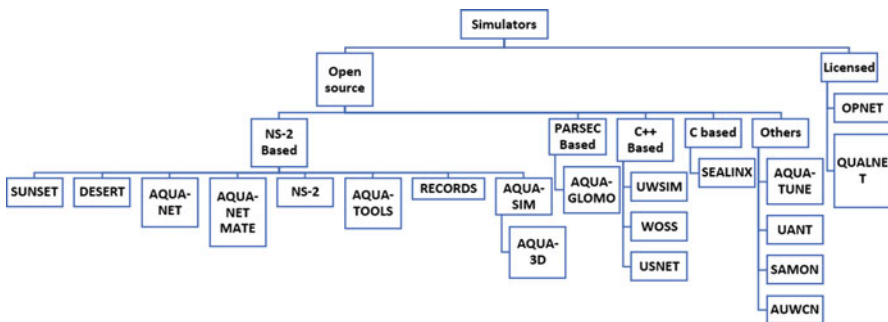 Simulators
Open
source
Licensed
OPNET
QUALNE
T
NS-2
Based
PARSEC
Based
C++
Based
C based
Others
SUNSET
DESERT
AQUA-
NET
AQUA-
NET
MATE
NS-2
AQUA-
TOOLS
RECORDS
AQUA-
SIM
AQUA-
3D
AQUA-
GLOMO
UWSIM
WOSS
USNET
SEALINX
AQUA-
TUNE
UANT
SAMON
AUWCN